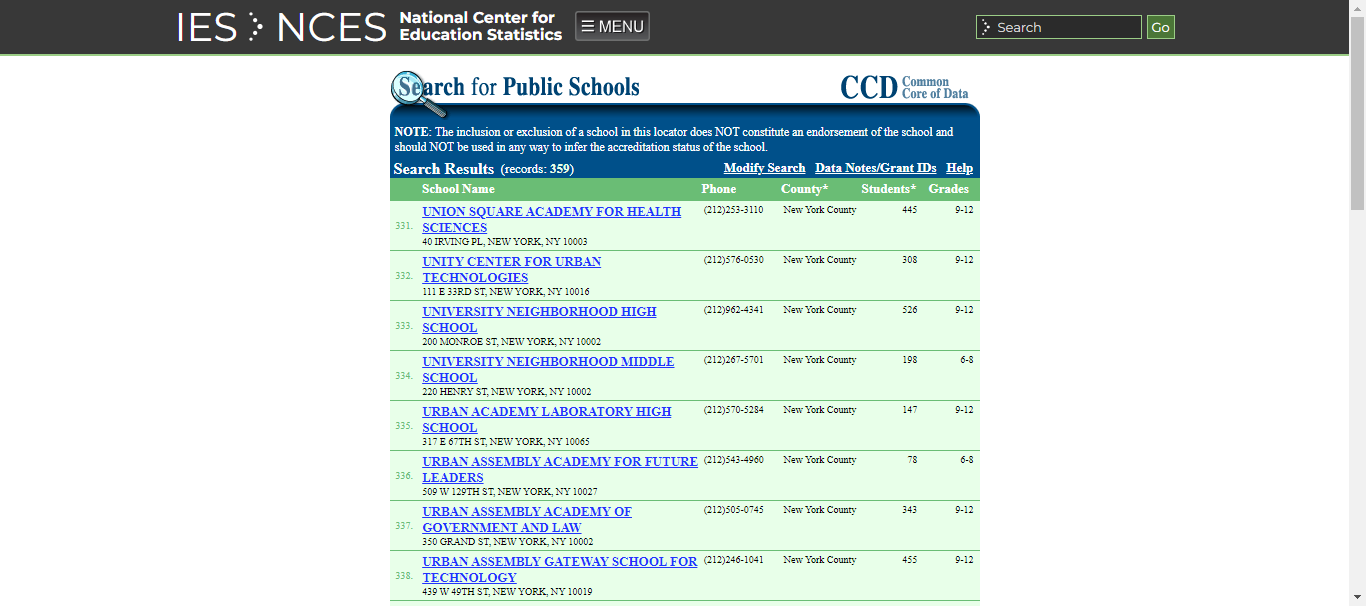 IES NCES National Center for Education Statistics ☰ MENU Search Go
Search for Public Schools CCD Common Core of Data
NOTE: The inclusion or exclusion of a school in this locator does NOT constitute an endorsement of the school and
should NOT be used in any way to infer the accreditation status of the school.
Search Results (records: 359) Modify Search Data Notes/Grant IDs Help
School Name Phone County* Students* Grades
331. UNION SQUARE ACADEMY FOR HEALTH (212)253-3110 New York County 445 9-12
SCIENCES
40 IRVING PL, NEW YORK, NY 10003
332. UNITY CENTER FOR URBAN (212)576-0530 New York County 308 9-12
TECHNOLOGIES
111 E 33RD ST, NEW YORK, NY 10016
333. UNIVERSITY NEIGHBORHOOD HIGH (212)962-4341 New York County 526 9-12
SCHOOL
200 MONROE ST, NEW YORK, NY 10002
334. UNIVERSITY NEIGHBORHOOD MIDDLE (212)267-5701 New York County 198 6-8
SCHOOL
220 HENRY ST, NEW YORK, NY 10002
335. URBAN ACADEMY LABORATORY HIGH (212)570-5284 New York County 147 9-12
SCHOOL
317 E 67TH ST, NEW YORK, NY 10065
336. URBAN ASSEMBLY ACADEMY FOR FUTURE (212)543-4960 New York County 78 6-8
LEADERS
509 W 129TH ST, NEW YORK, NY 10027
337. URBAN ASSEMBLY ACADEMY OF (212)505-0745 New York County 343 9-12
GOVERNMENT AND LAW
350 GRAND ST, NEW YORK, NY 10002
338. URBAN ASSEMBLY GATEWAY SCHOOL FOR (212)246-1041 New York County 455 9-12
TECHNOLOGY
439 W 49TH ST, NEW YORK, NY 10019